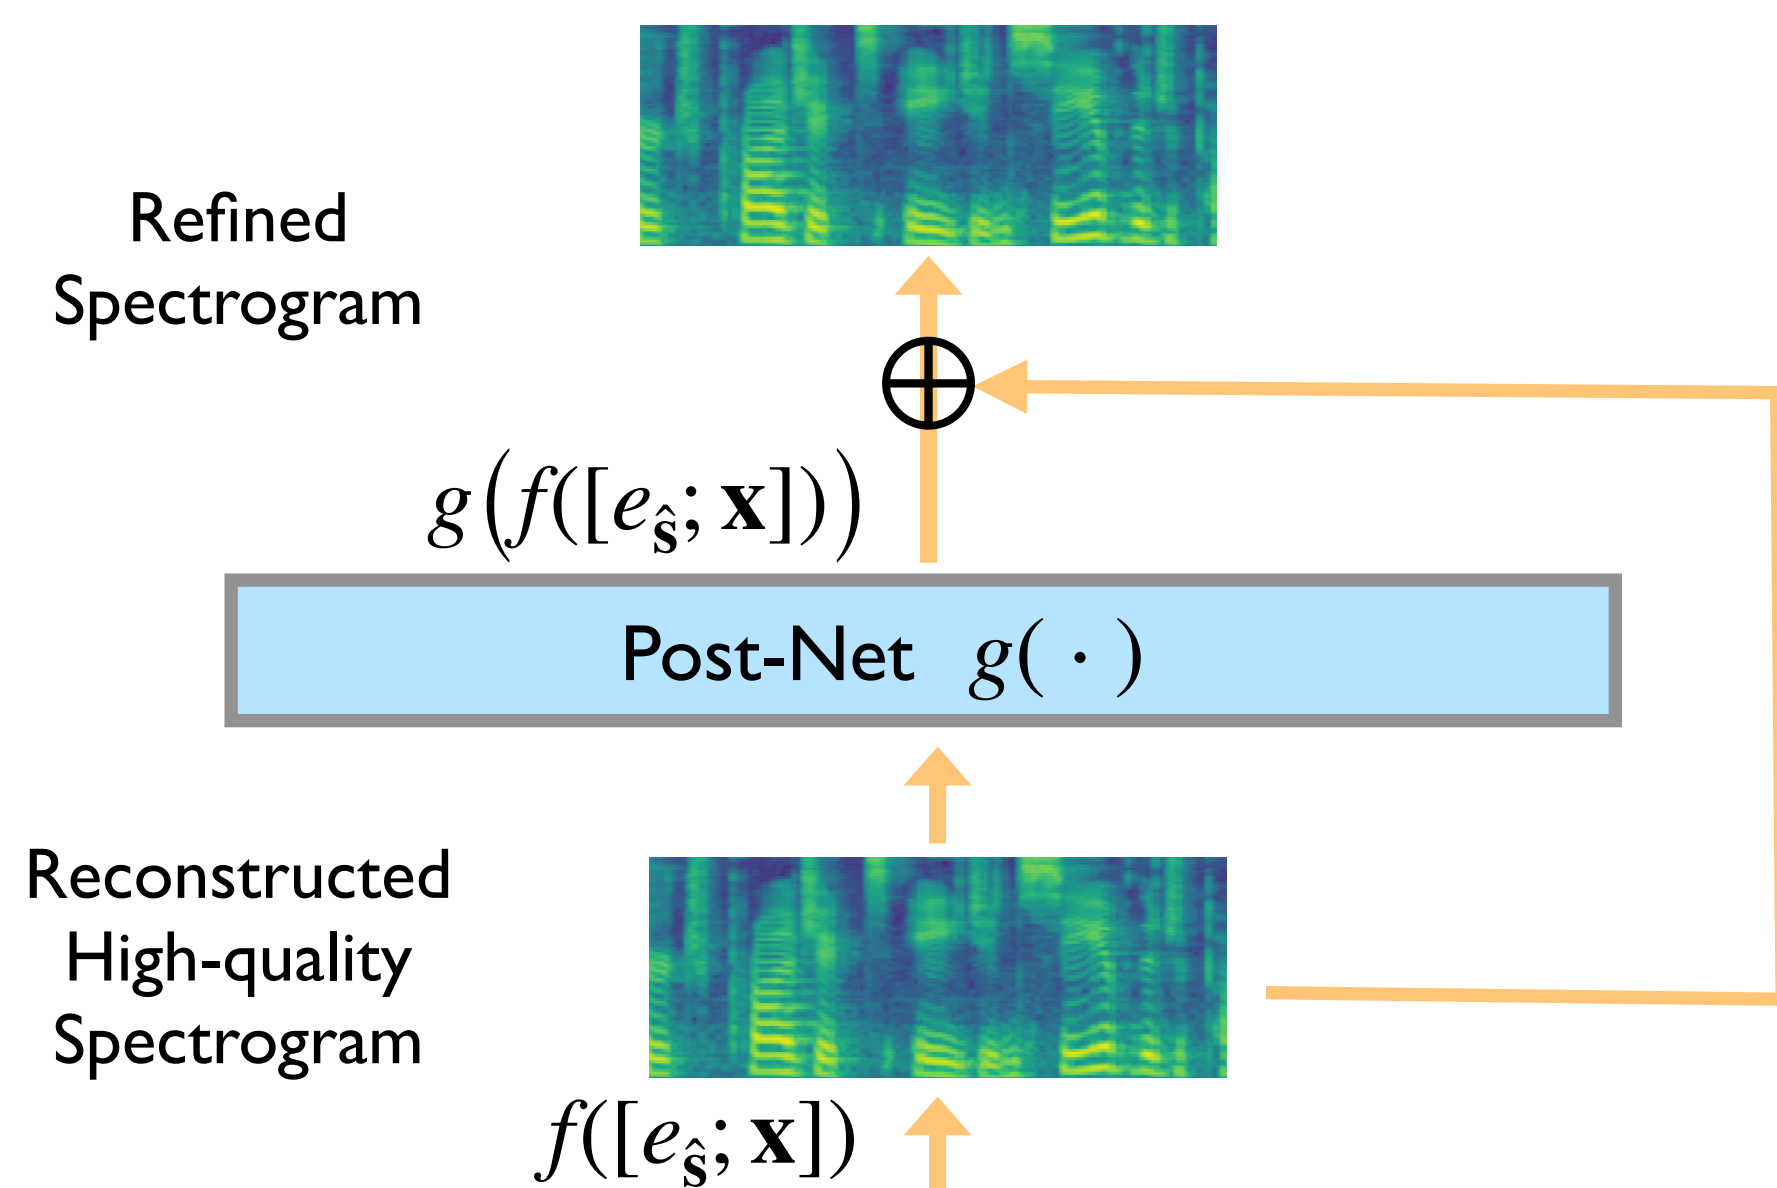 Refined
Spectrogram
⊕
g(f([e_ŝ; x]))
Post-Net g( · )
Reconstructed
High-quality
Spectrogram
f([e_ŝ; x])